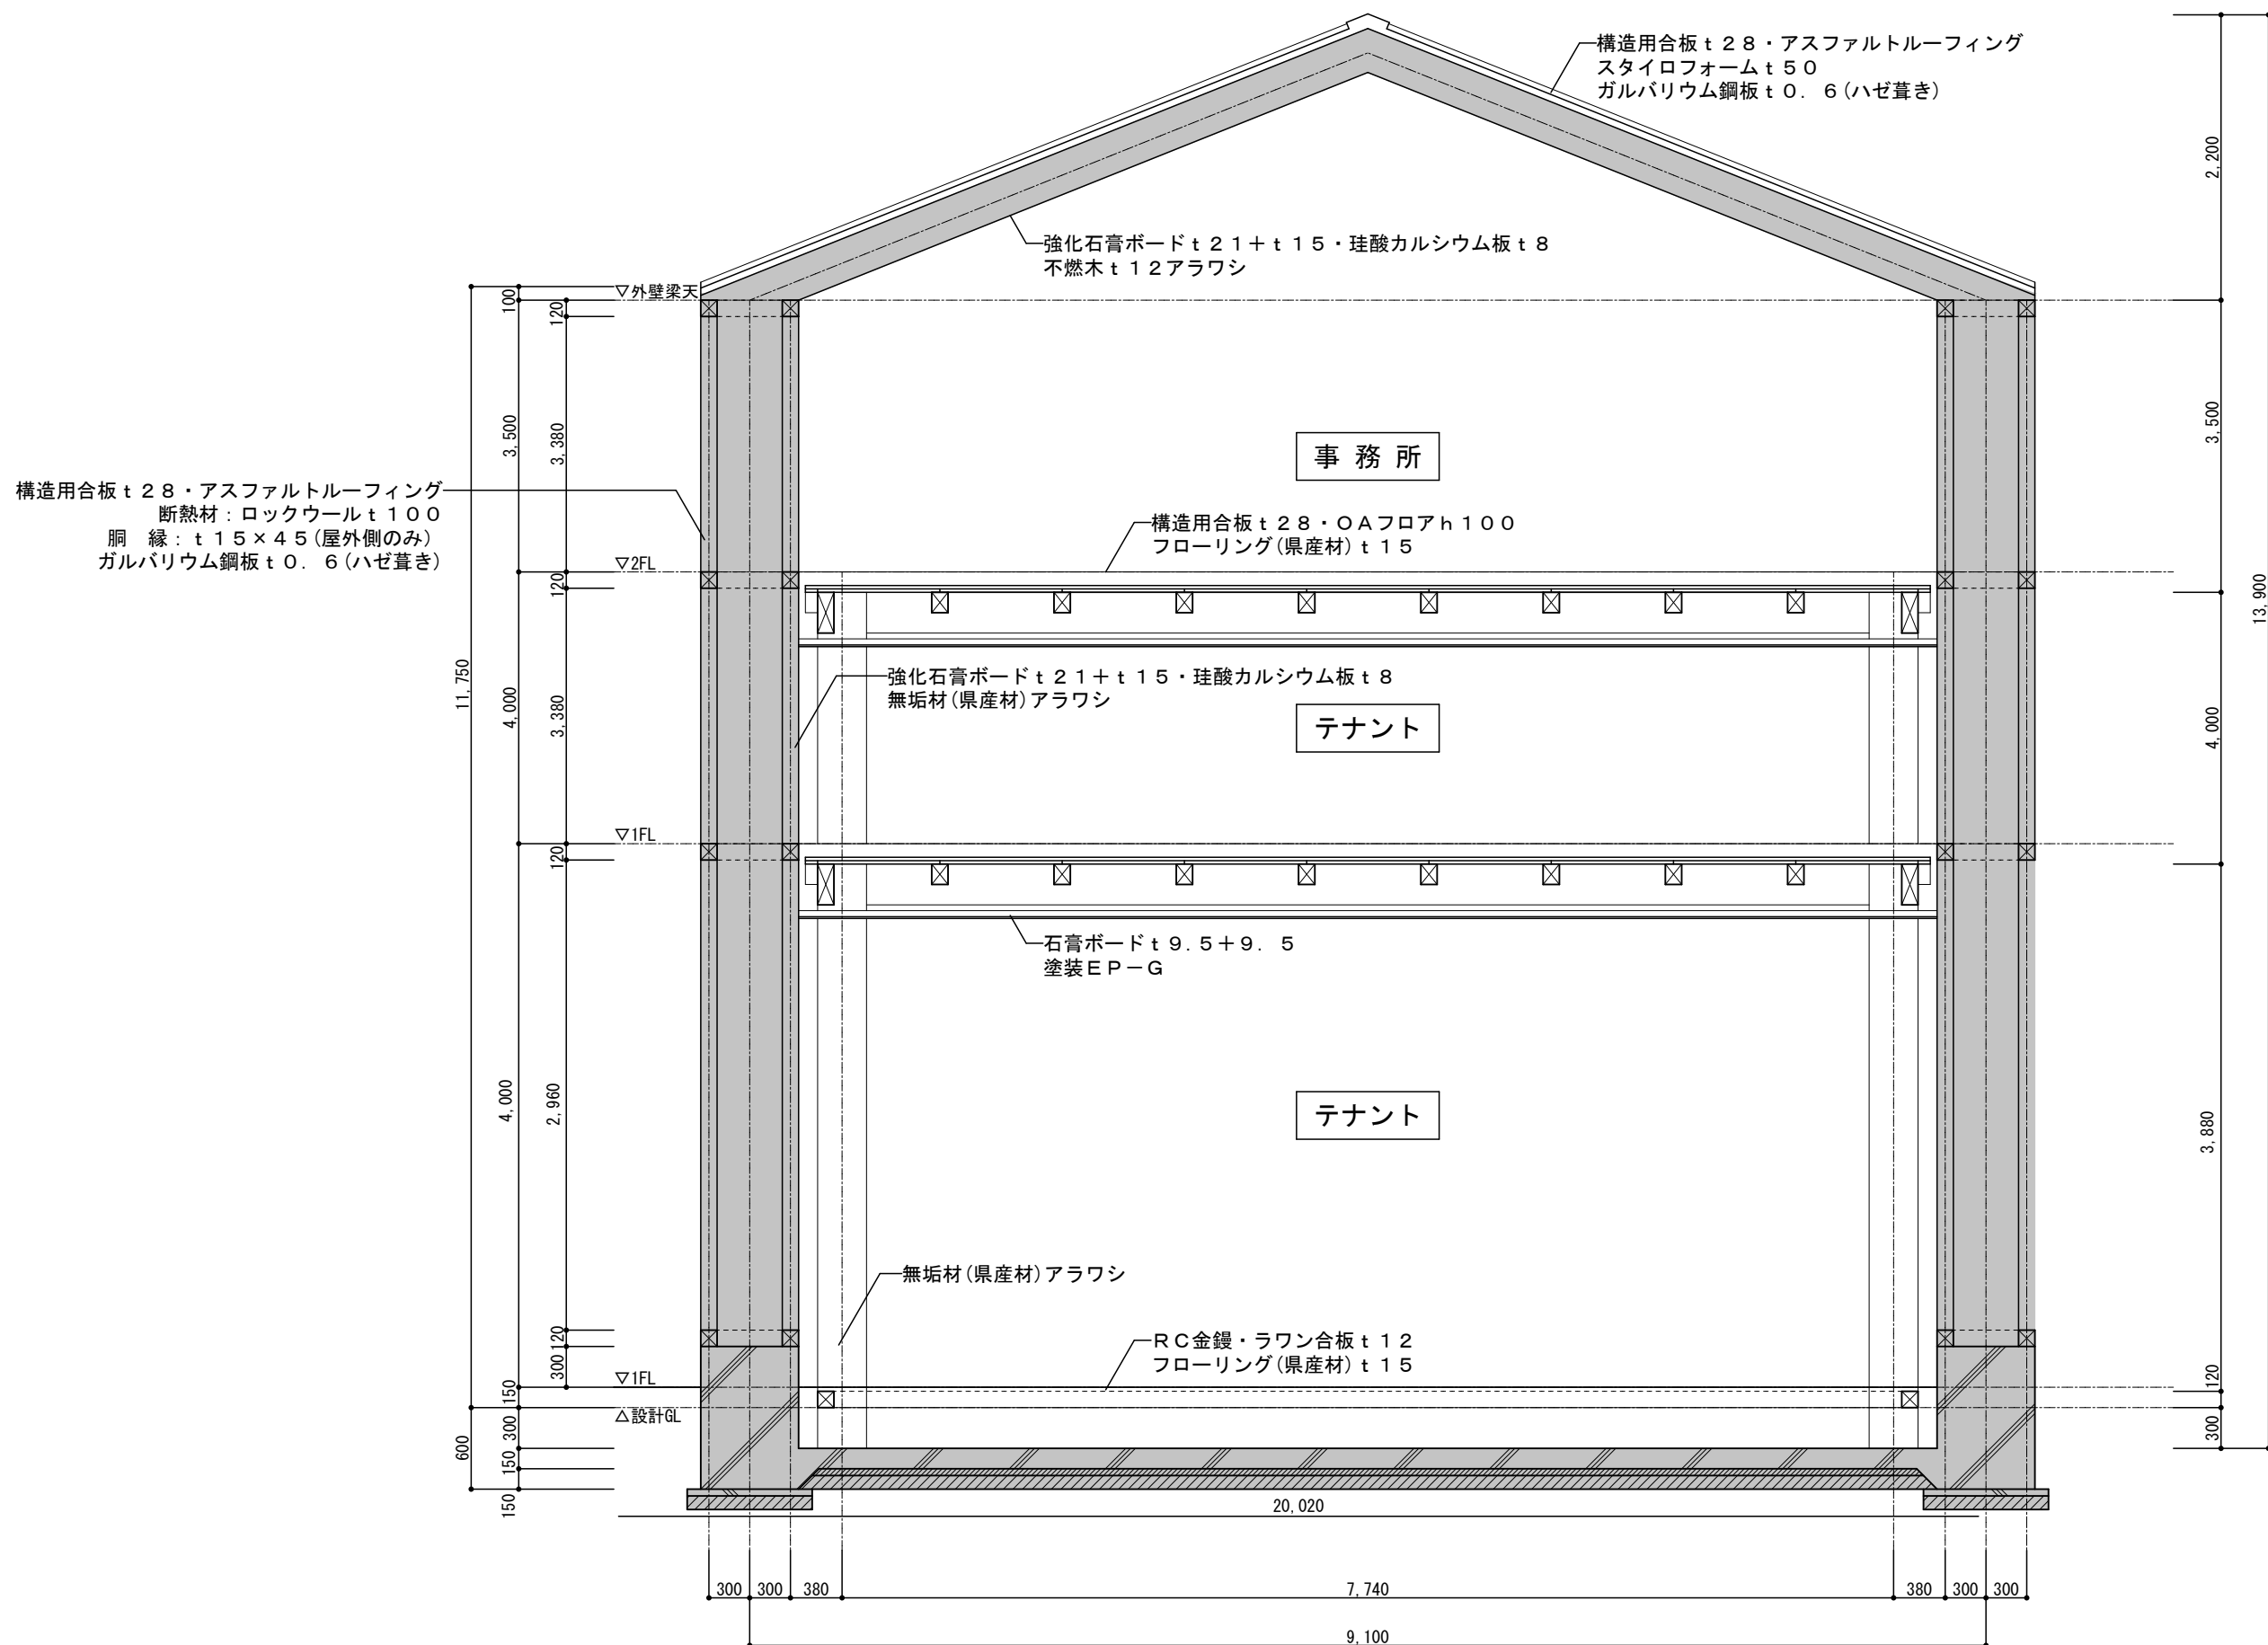 構造用合板ｔ２８・アスファルトルーフィング
スタイロフォームｔ５０
ガルバリウム鋼板ｔ０．６(ハゼ葺き)
2,200
強化石膏ボードｔ２１＋ｔ１５・珪酸カルシウム板ｔ８
不燃木ｔ１２アラワシ
▽外壁梁天
100
120
3,500
3,380
3,500
事 務 所
構造用合板ｔ２８・アスファルトルーフィング
断熱材：ロックウールｔ１００
胴　縁：ｔ１５×４５(屋外側のみ)
ガルバリウム鋼板ｔ０．６(ハゼ葺き)
構造用合板ｔ２８・ＯＡフロアｈ１００
フローリング(県産材)ｔ１５
▽2FL
120
13,900
11,750
4,000
3,380
強化石膏ボードｔ２１＋ｔ１５・珪酸カルシウム板ｔ８
無垢材(県産材)アラワシ
テナント
4,000
▽1FL
120
石膏ボードｔ９.５＋９．５
塗装ＥＰ－Ｇ
4,000
2,960
テナント
3,880
無垢材(県産材)アラワシ
ＲＣ金鏝・ラワン合板ｔ１２
フローリング(県産材)ｔ１５
120
300
▽1FL
150
120
△設計GL
600
300
300
150
150
20,020
300
300
380
7,740
380
300
300
9,100